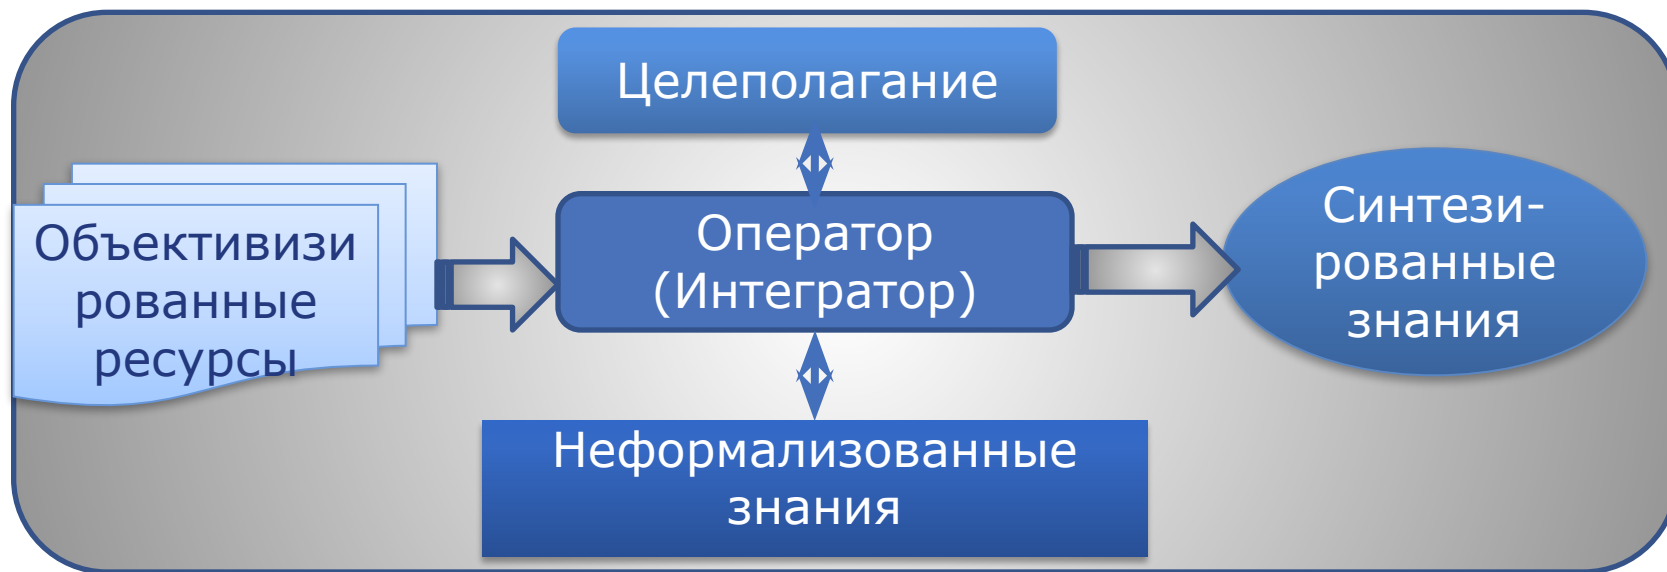 Целеполагание
Объективизи
рованные
ресурсы
Оператор
(Интегратор)
Синтези-
рованные
знания
Неформализованные
знания